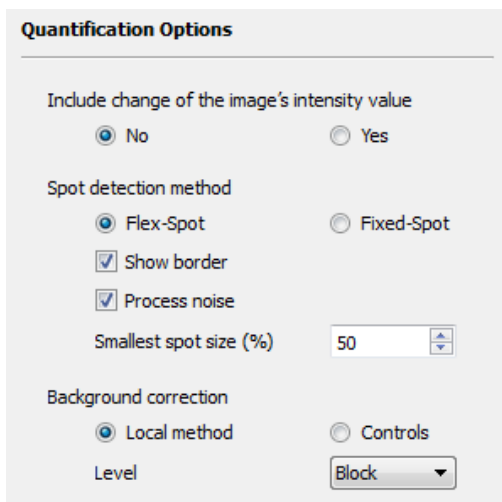 Quantification Options
Include change of the image's intensity value
No Yes
Spot detection method
Flex-Spot Fixed-Spot
Show border
Process noise
Smallest spot size (%) 50
Background correction
Local method Controls
Level Block